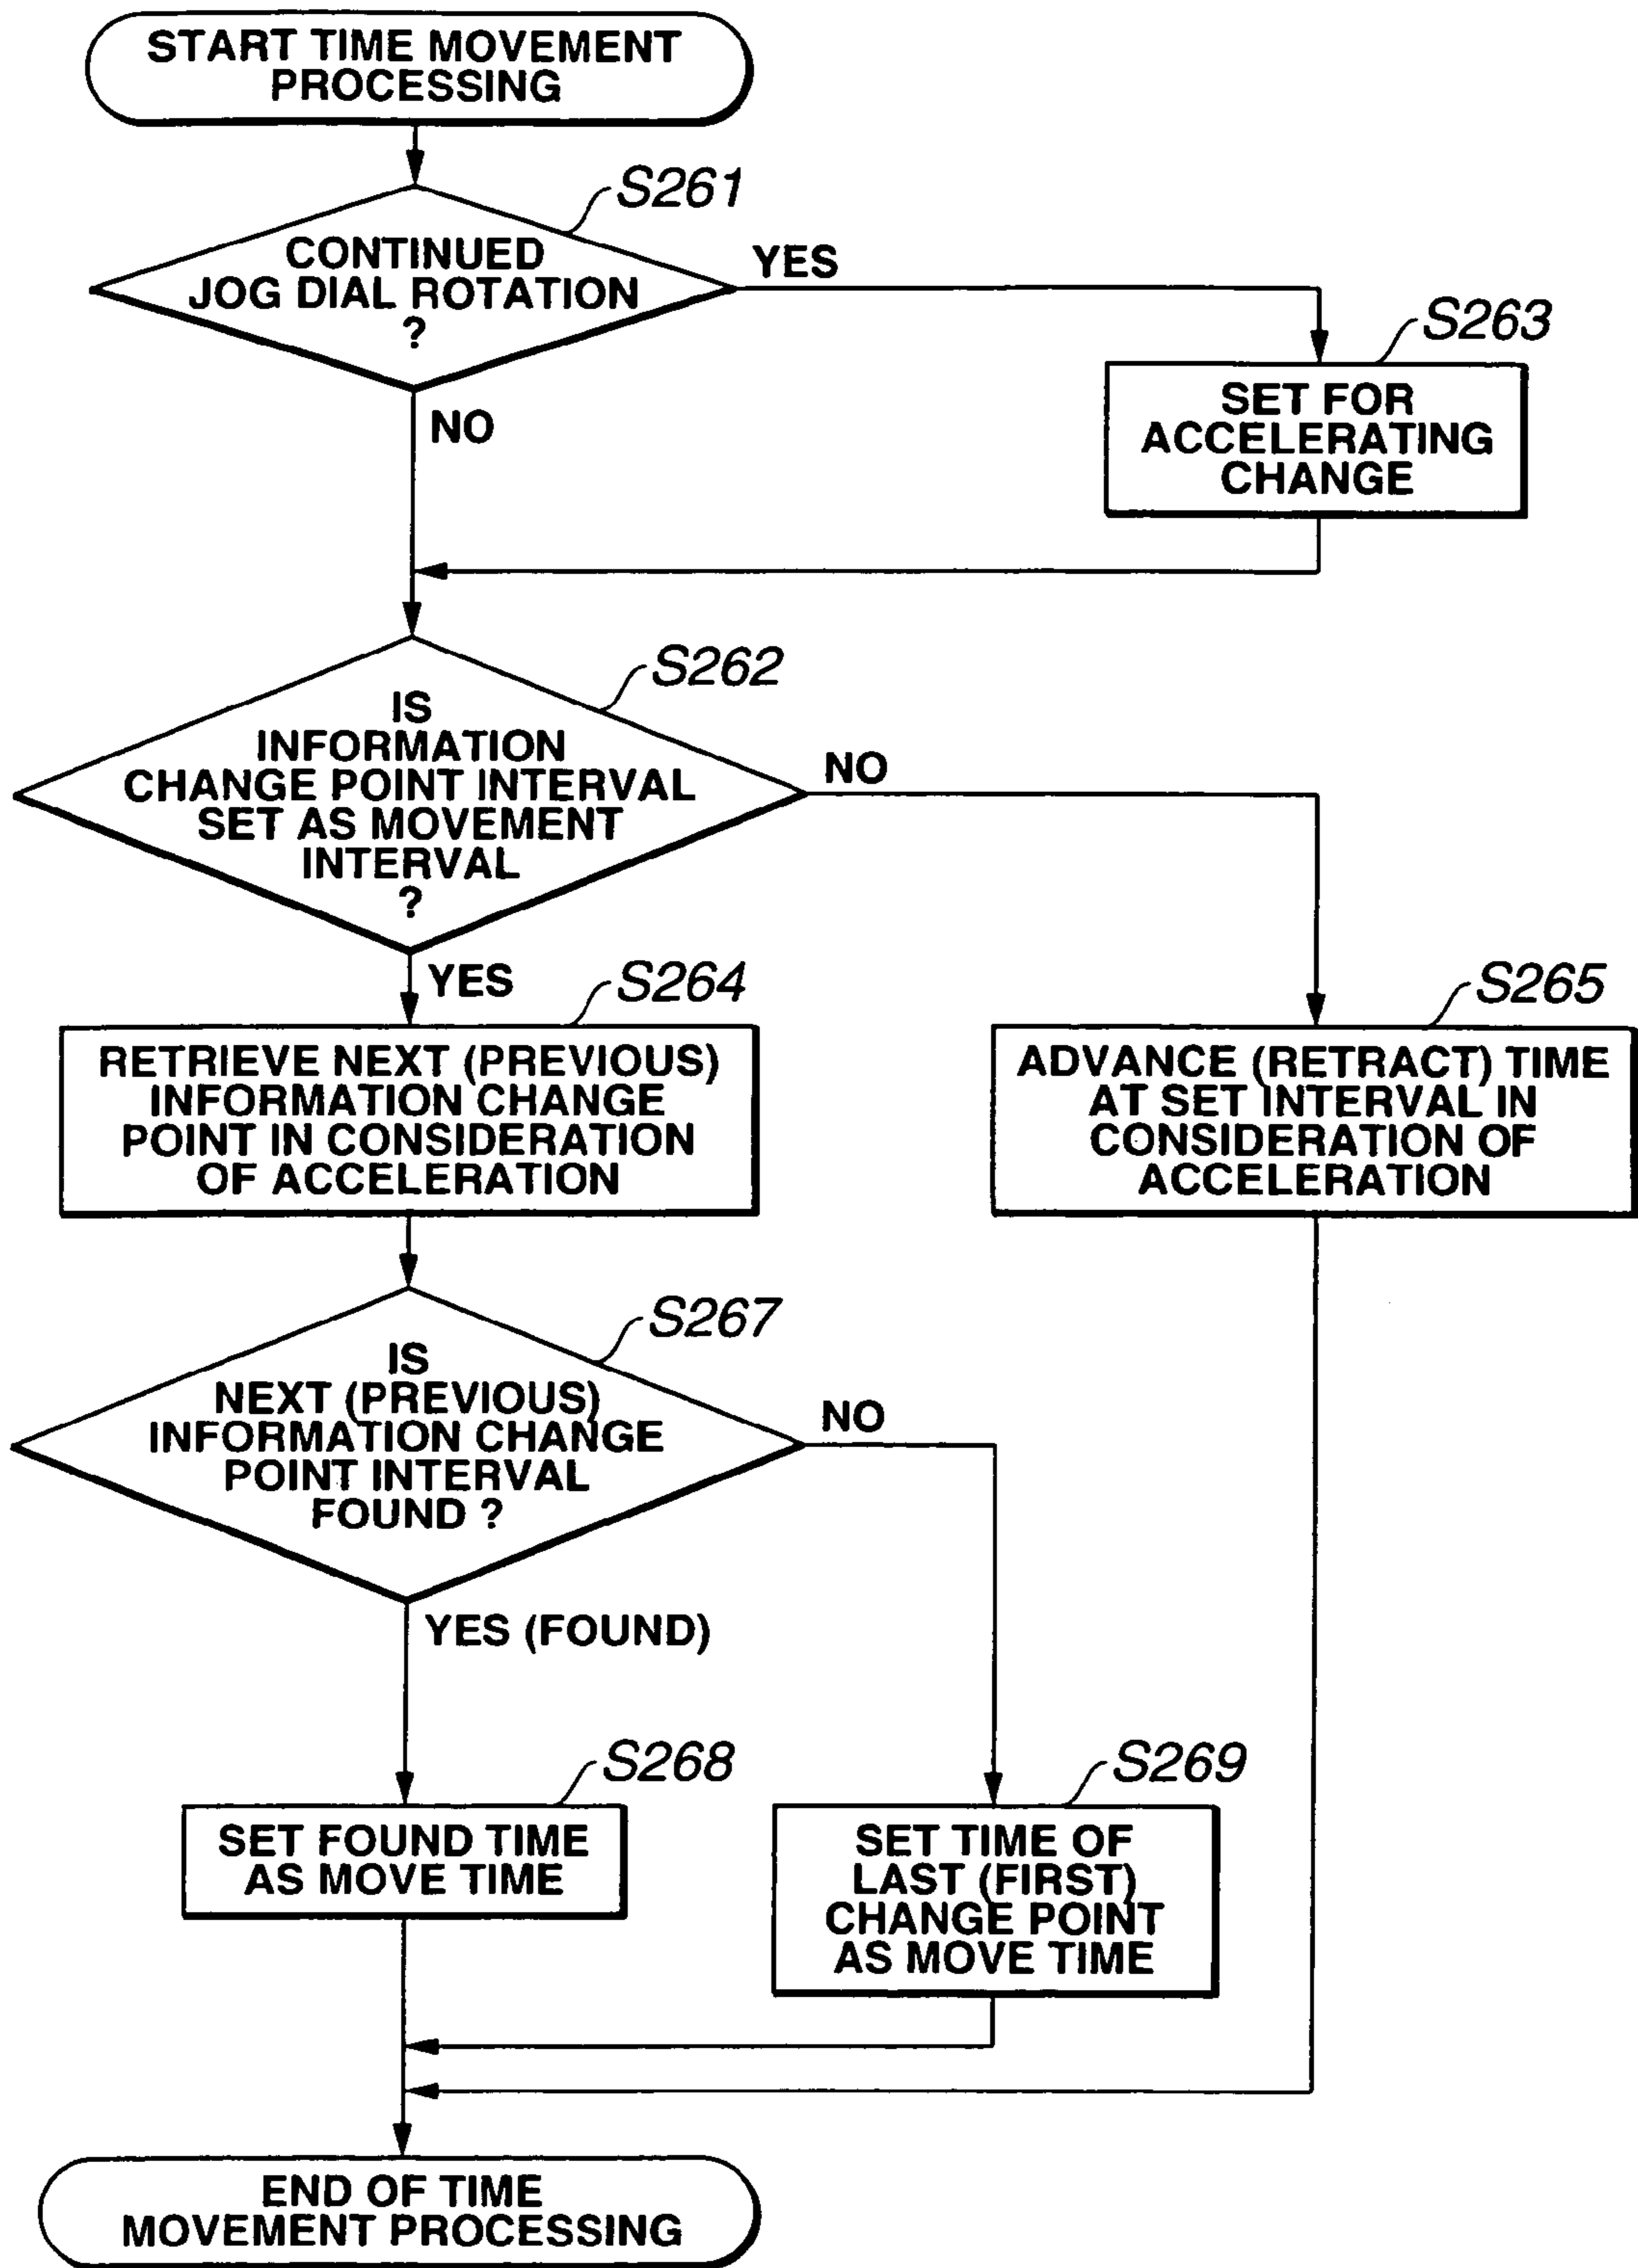 START TIME MOVEMENT
PROCESSING
S261
CONTINUED
JOG DIAL ROTATION
?
YES
S263
SET FOR
ACCELERATING
CHANGE
NO
S262
IS
INFORMATION
CHANGE POINT INTERVAL
SET AS MOVEMENT
INTERVAL
?
NO
YES
S264
RETRIEVE NEXT (PREVIOUS)
INFORMATION CHANGE
POINT IN CONSIDERATION
OF ACCELERATION
S265
ADVANCE (RETRACT) TIME
AT SET INTERVAL IN
CONSIDERATION OF
ACCELERATION
S267
IS
NEXT (PREVIOUS)
INFORMATION CHANGE
POINT INTERVAL
FOUND ?
NO
YES (FOUND)
S268
SET FOUND TIME
AS MOVE TIME
S269
SET TIME OF
LAST (FIRST)
CHANGE POINT
AS MOVE TIME
END OF TIME
MOVEMENT PROCESSING